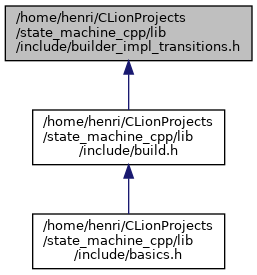 /home/henri/CLionProjects
/state_machine_cpp/lib
/include/builder_impl_transitions.h
/home/henri/CLionProjects
/state_machine_cpp/lib
/include/build.h
/home/henri/CLionProjects
/state_machine_cpp/lib
/include/basics.h